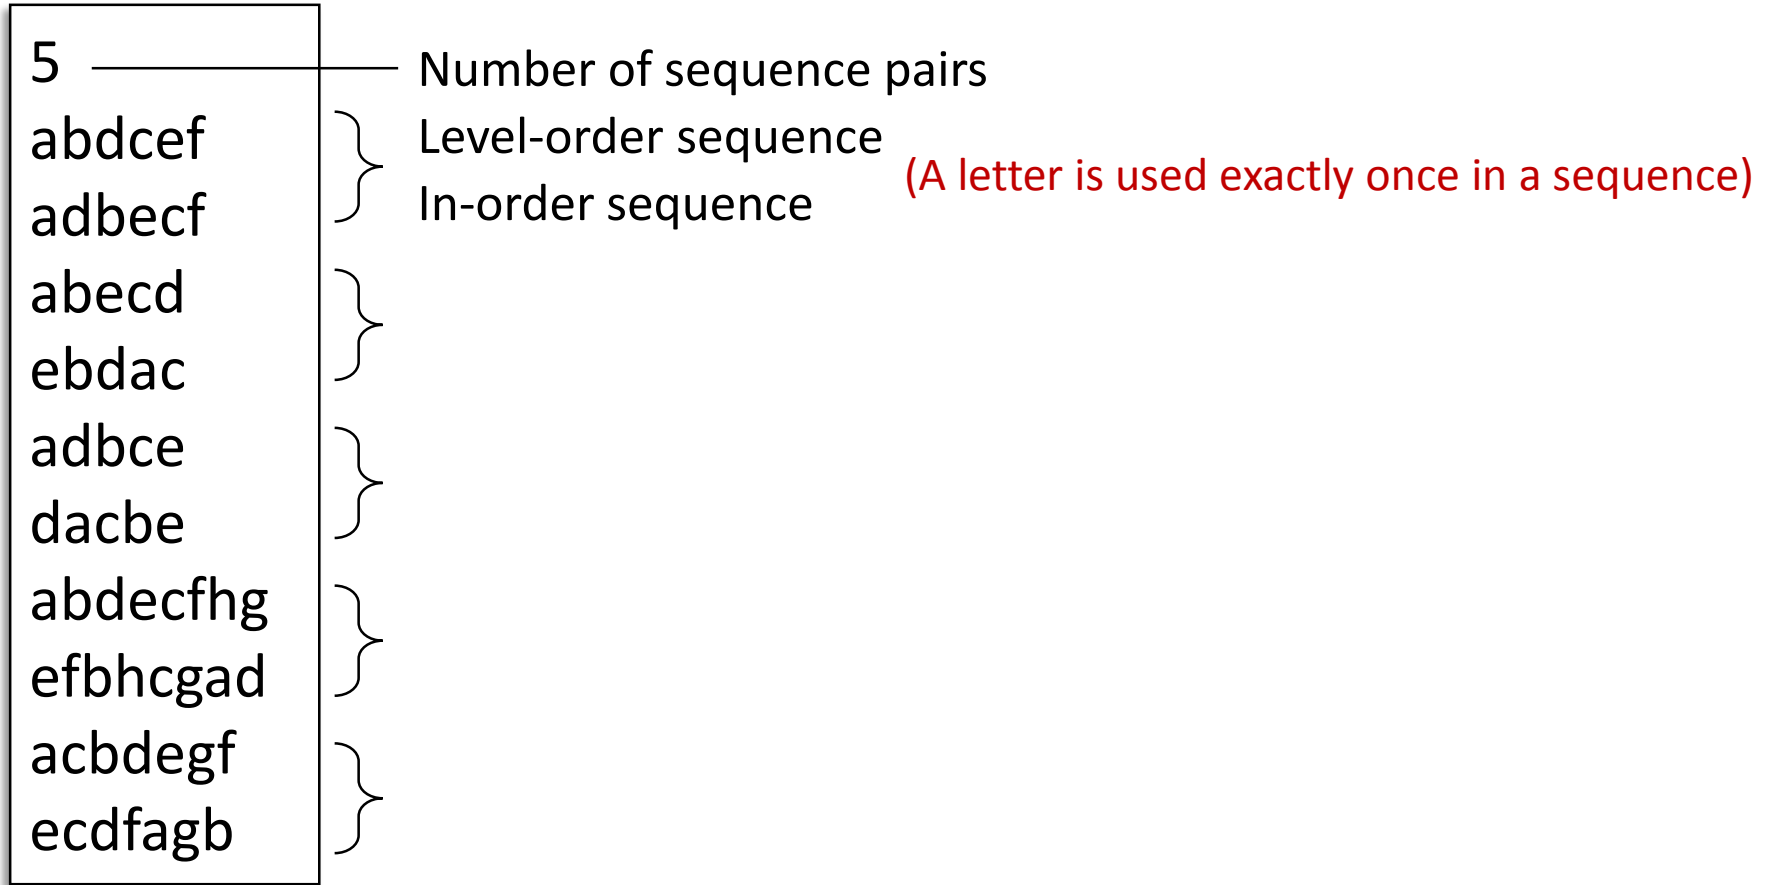 5
Number of sequence pairs
abdcef
Level-order sequence
(A letter is used exactly once in a sequence)
adbecf
In-order sequence
abecd
ebdac
adbce
dacbe
abdecfhg
efbhcgad
acbdegf
ecdfagb